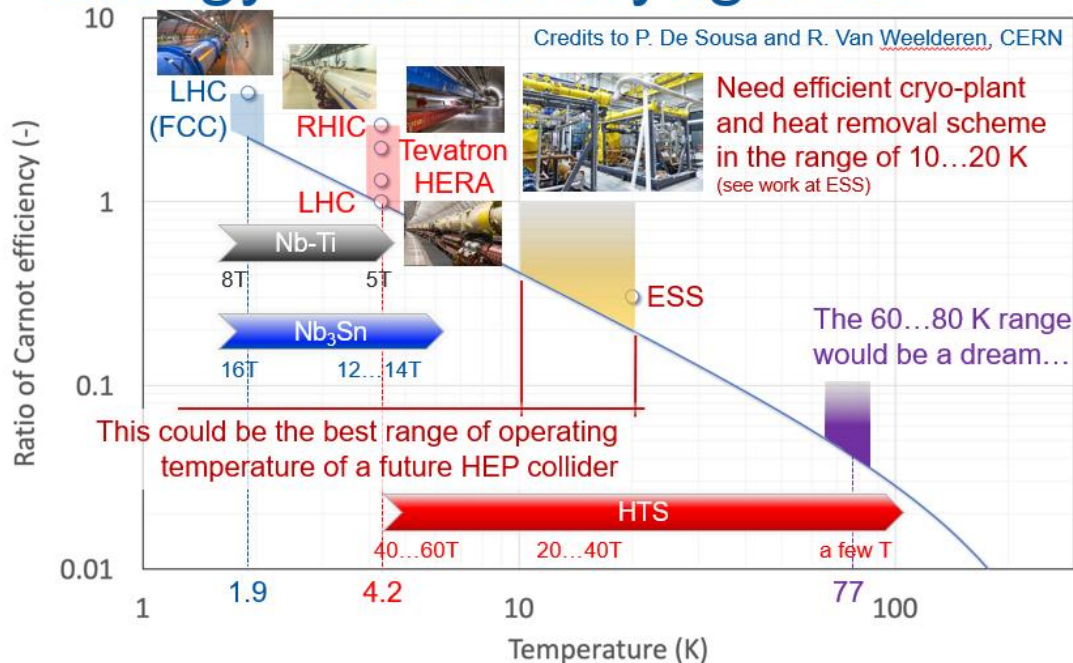 Credits to P. De Sousa and R. Van Weelderen, CERN
Need efficient cryo-plant
and heat removal scheme
in the range of 10…20 K
(see work at ESS)
LHC
(FCC)
RHIC
Tevatron
HERA
LHC
Nb-Ti
8T
5T
ESS
Nb₃Sn
16T
12…14T
The 60…80 K range
would be a dream…
This could be the best range of operating
temperature of a future HEP collider
HTS
40…60T
20…40T
a few T
Ratio of Carnot efficiency (-)
10
1
0.1
0.01
1
1.9
4.2
10
77
100
Temperature (K)